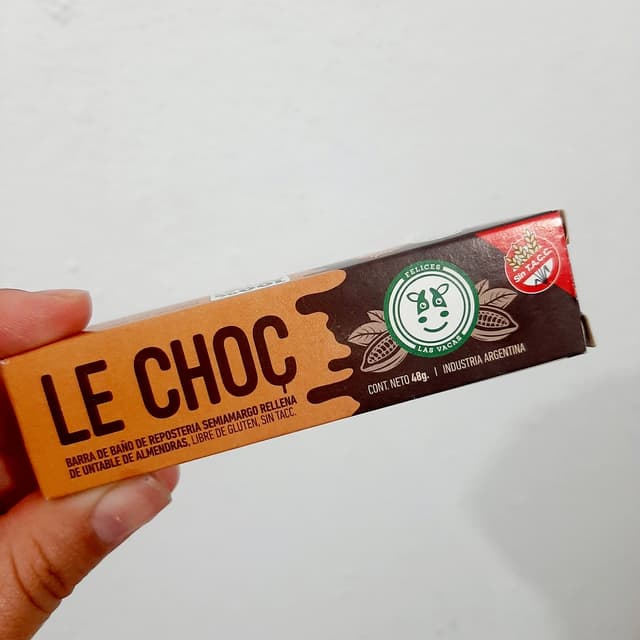 LE CHOÇ
BARRA DE BAÑO DE REPOSTERIA SEMIAMARGO RELLENA
DE UNTABLE DE ALMENDRAS. LIBRE DE GLUTEN, SIN TACC.
FELICES
LAS VACAS
CONT. NETO 48g. | INDUSTRIA ARGENTINA
Sin T.A.C.C.